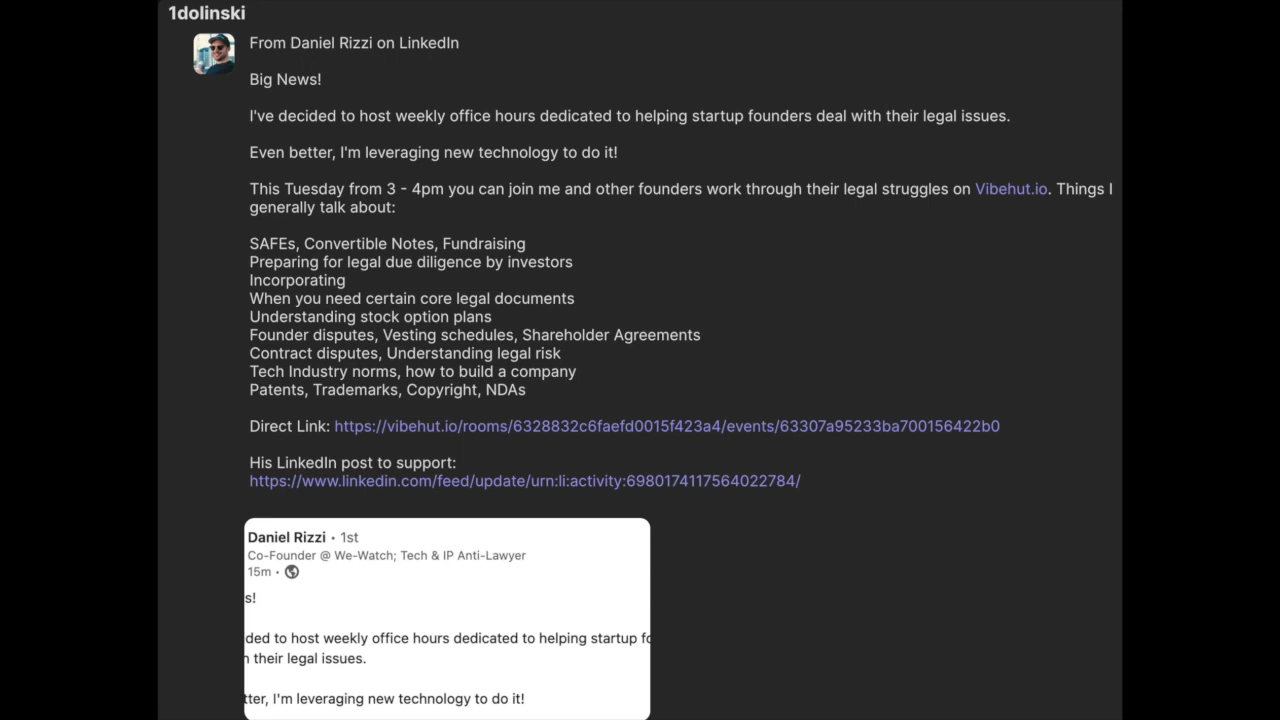 1dolinski
From Daniel Rizzi on LinkedIn
Big News!
I've decided to host weekly office hours dedicated to helping startup founders deal with their legal issues.
Even better, I'm leveraging new technology to do it!
This Tuesday from 3 - 4pm you can join me and other founders work through their legal struggles on Vibehut.io. Things I
generally talk about:
SAFEs, Convertible Notes, Fundraising
Preparing for legal due diligence by investors
Incorporating
When you need certain core legal documents
Understanding stock option plans
Founder disputes, Vesting schedules, Shareholder Agreements
Contract disputes, Understanding legal risk
Tech Industry norms, how to build a company
Patents, Trademarks, Copyright, NDAs
Direct Link: https://vibehut.io/rooms/6328832c6faefd0015f423a4/events/63307a95233ba700156422b0
His LinkedIn post to support:
https://www.linkedin.com/feed/update/urn:li:activity:6980174117564022784/
Daniel Rizzi • 1st
Co-Founder @ We-Watch; Tech & IP Anti-Lawyer
15m •
s!
ded to host weekly office hours dedicated to helping startup fo
n their legal issues.
tter, I'm leveraging new technology to do it!